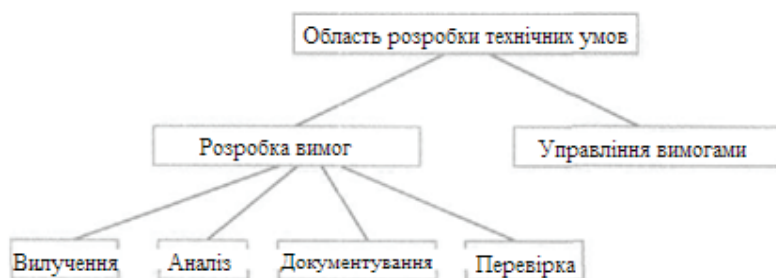 Область розробки технічних умов
Розробка вимог
Управління вимогами
Вилучення
Аналіз
Документування
Перевірка